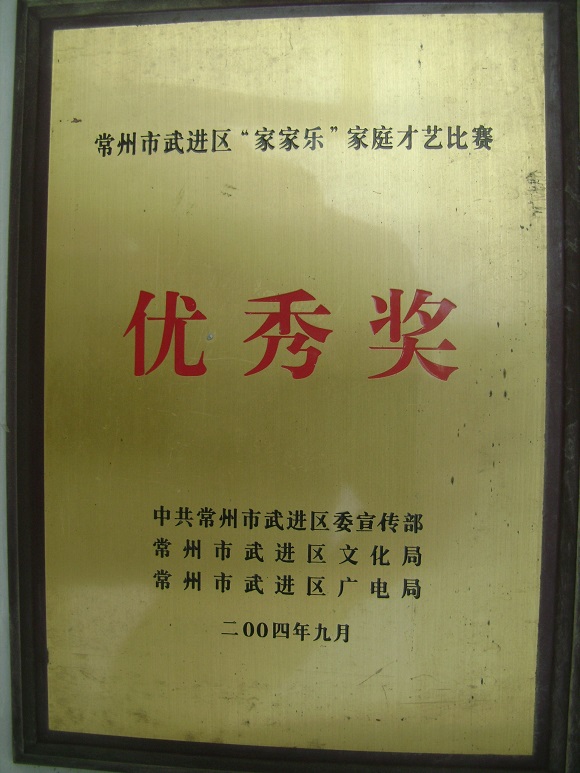 常州市武进区“家家乐”家庭才艺比赛
优秀奖
中共常州市武进区委宣传部
常州市武进区文化局
常州市武进区广电局
二00四年九月